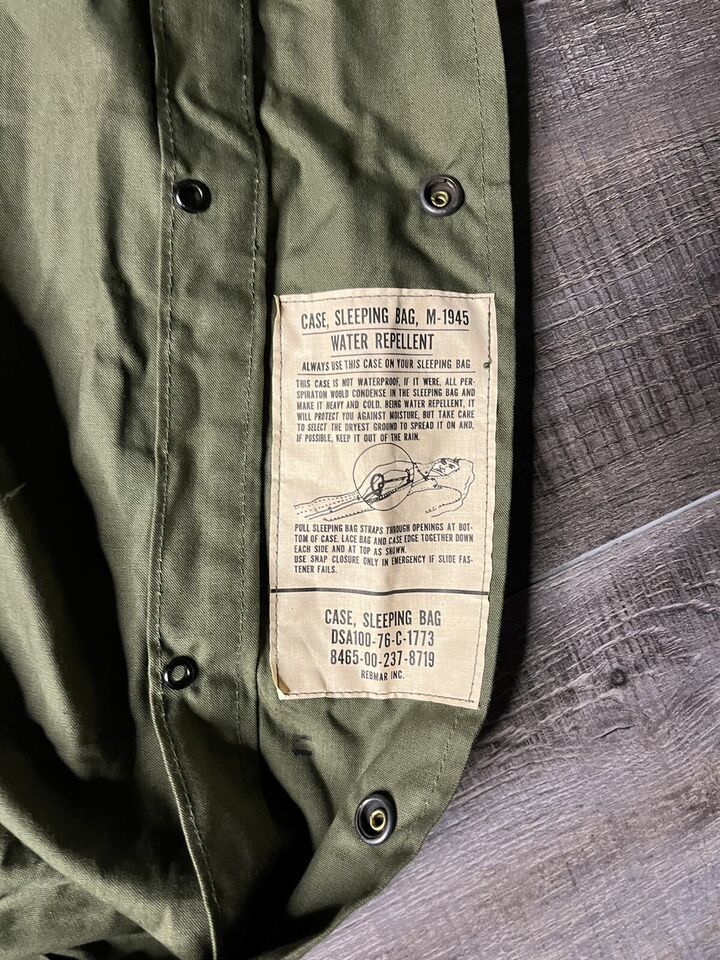 CASE, SLEEPING BAG, M-1945
WATER REPELLENT
ALWAYS USE THIS CASE ON YOUR SLEEPING BAG
THIS CASE IS NOT WATERPROOF, IF IT WERE, ALL PER-
SPIRATON WOULD CONDENSE IN THE SLEEPING BAG AND
MAKE IT HEAVY AND COLD. BEING WATER REPELLENT, IT
WILL PROTECT YOU AGAINST MOISTURE, BUT TAKE CARE
TO SELECT THE DRYEST GROUND TO SPREAD IT ON AND,
IF POSSIBLE, KEEP IT OUT OF THE RAIN.
PULL SLEEPING BAG STRAPS THROUGH OPENINGS AT BOT-
TOM OF CASE. LACE BAG AND CASE EDGE TOGETHER DOWN
EACH SIDE AND AT TOP AS SHOWN.
USE SNAP CLOSURE ONLY IN EMERGENCY IF SLIDE FAS-
TENER FAILS.
CASE, SLEEPING BAG
DSA100-76-C-1773
8465-00-237-8719
REBMAR INC.